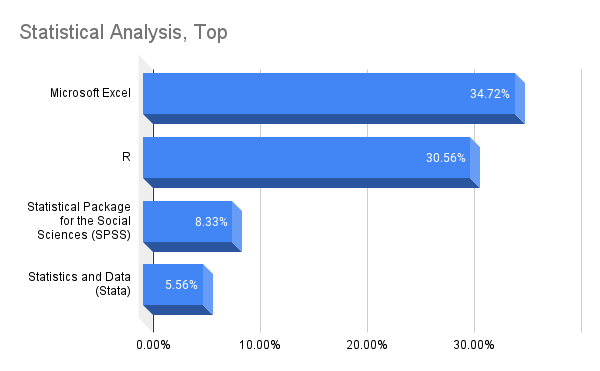 Statistical Analysis, Top
Microsoft Excel
34.72%
R
30.56%
Statistical Package
for the Social
Sciences (SPSS)
8.33%
Statistics and Data
(Stata)
5.56%
0.00%
10.00%
20.00%
30.00%